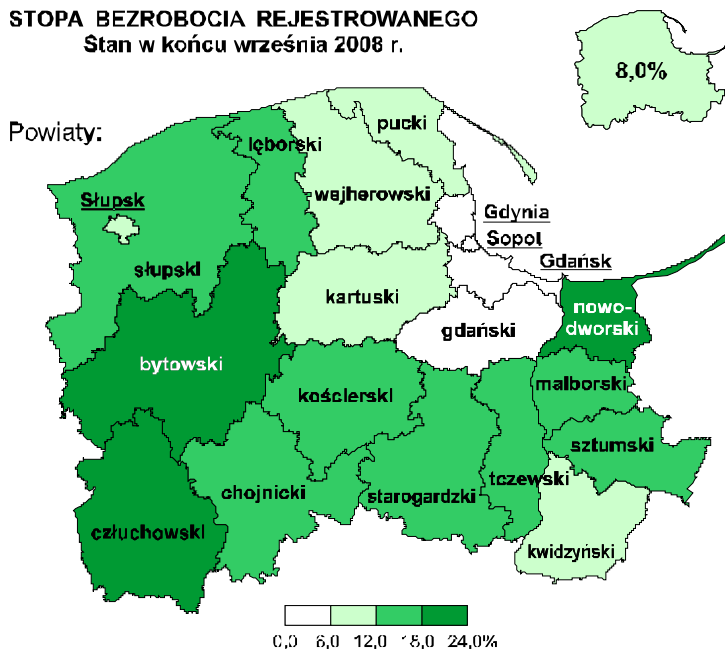 STOPA BEZROBOCIA REJESTROWANEGO
Stan w końcu września 2008 r.
8,0%
Powiaty:
pucki
lęborski
wejherowski
Słupsk
Gdynia
Sopot
słupski
Gdańsk
kartuski
nowo-
dworski
gdański
bytowski
malborski
kościerski
sztumski
tczewski
chojnicki
starogardzki
człuchowski
kwidzyński
0,0 6,0 12,0 18,0 24,0%